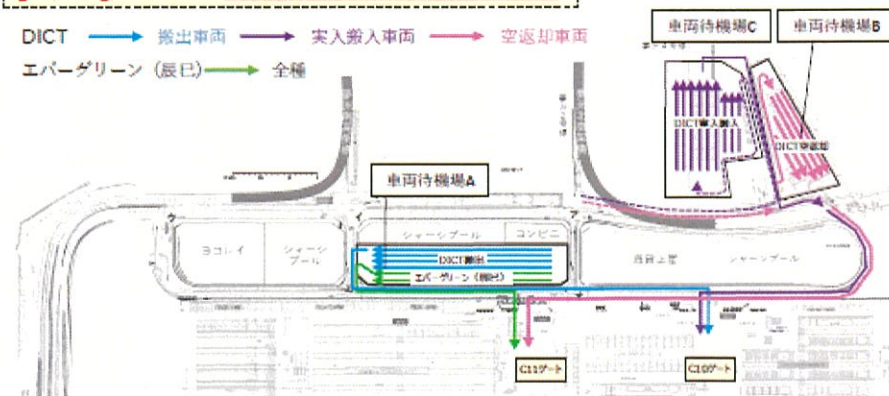 DICT 搬出車両 実入搬入車両 空返却車両
エバーグリーン（辰巳） 全種
車両待機場C
車両待機場B
DICT実入搬入
DICT空返却
車両待機場A
ヨコレイ
シャーシプール
シャーシプール
コンビニ
DICT搬出
エバーグリーン（辰巳）
シャーシプール
C11ゲート
C10ゲート